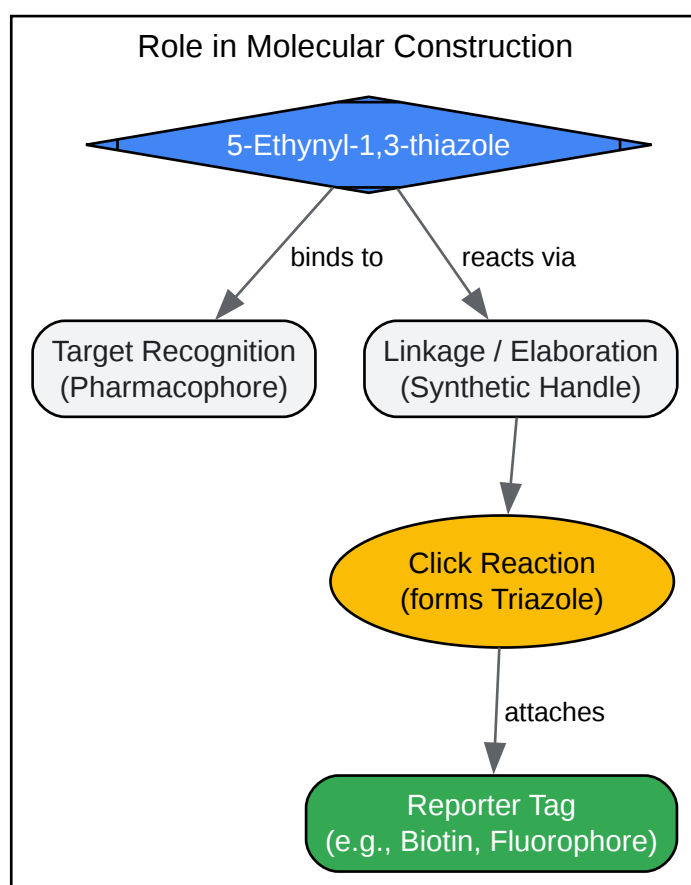 Role in Molecular Construction
5-Ethynyl-1,3-thiazole
binds to
reacts via
Target Recognition
(Pharmacophore)
Linkage / Elaboration
(Synthetic Handle)
Click Reaction
(forms Triazole)
attaches
Reporter Tag
(e.g., Biotin, Fluorophore)